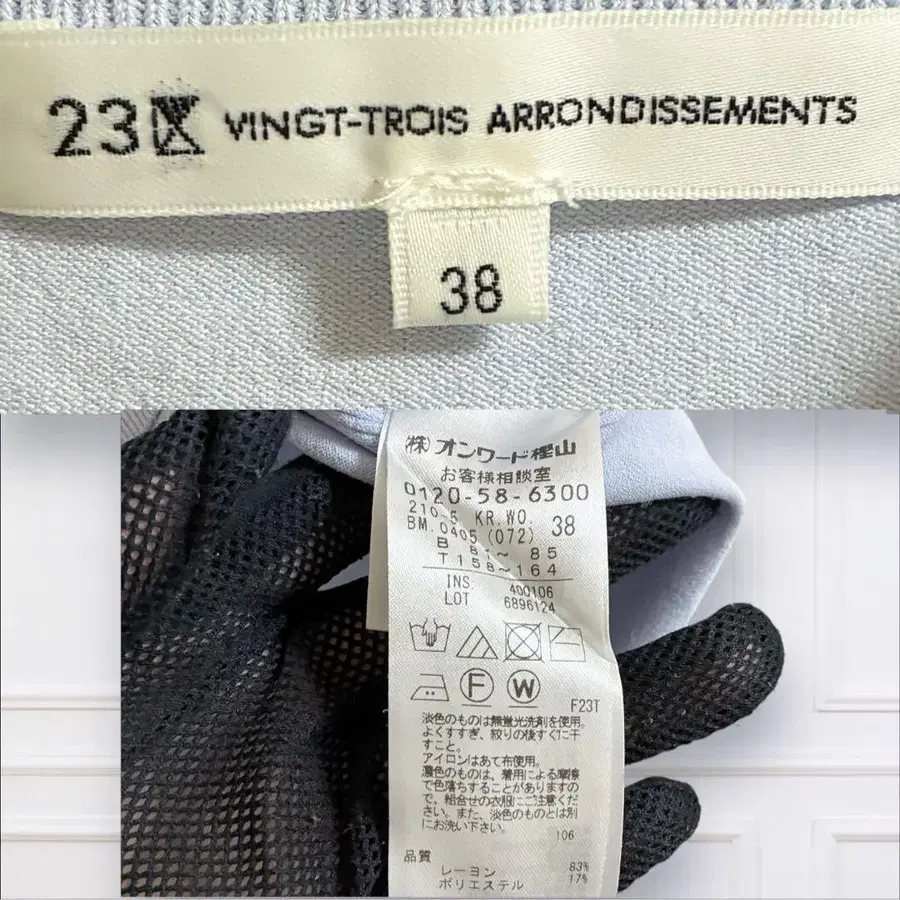 23区 VINGT-TROIS ARRONDISSEMENTS
38
㈱オンワード樫山
お客様相談室
0120-58-6300
210-5 KR.WO. 38
BM.0405 (072)
B 81~ 85
T 158~164
INS. 400106
LOT 6896124
F W
F23T
淡色のものは無蛍光洗剤を使用。
よくすすぎ、絞りの後すぐに干
すこと。
アイロンはあて布使用。
濃色のものは、着用による摩擦
で色落ちすることがありますの
で、組合せの衣服にご注意くだ
さい。また、淡色のものとは別
にお洗い下さい。
106
品質
レーヨン 83%
ポリエステル 17%